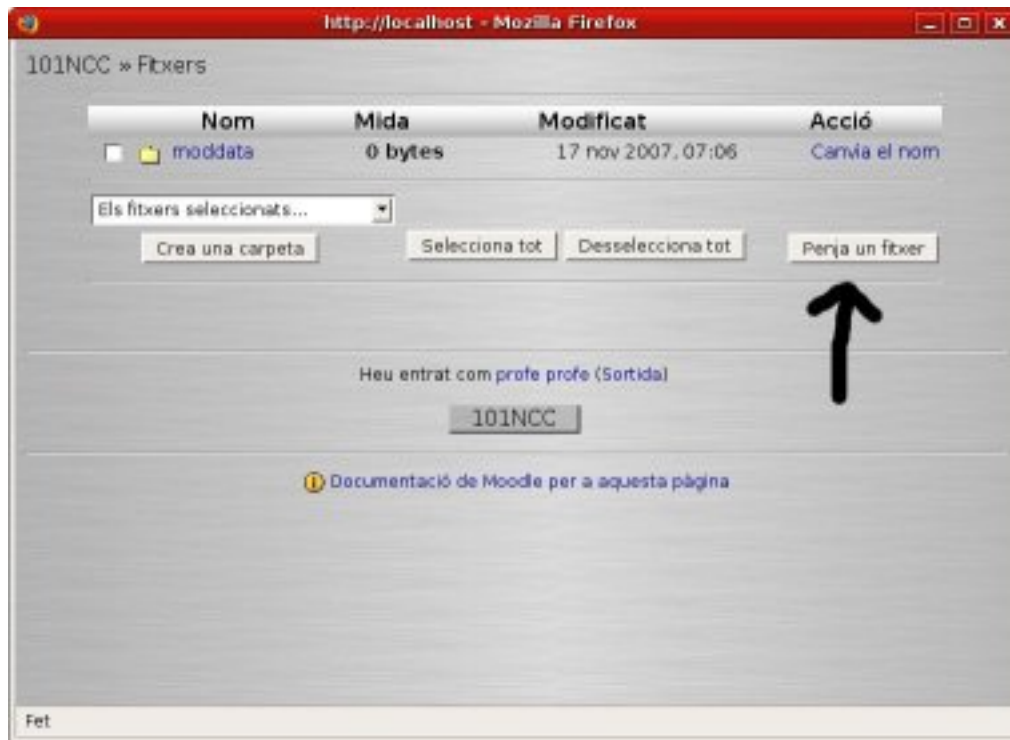 http://localhost - Mozilla Firefox
101NCC » Fitxers
Nom Mida Modificat Acció
moddata 0 bytes 17 nov 2007, 07:06 Canvia el nom
Els fitxers seleccionats...
Crea una carpeta Selecciona tot Desselecciona tot Penja un fitxer
Heu entrat com profe profe (Sortida)
101NCC
Documentació de Moodle per a aquesta pàgina
Fet